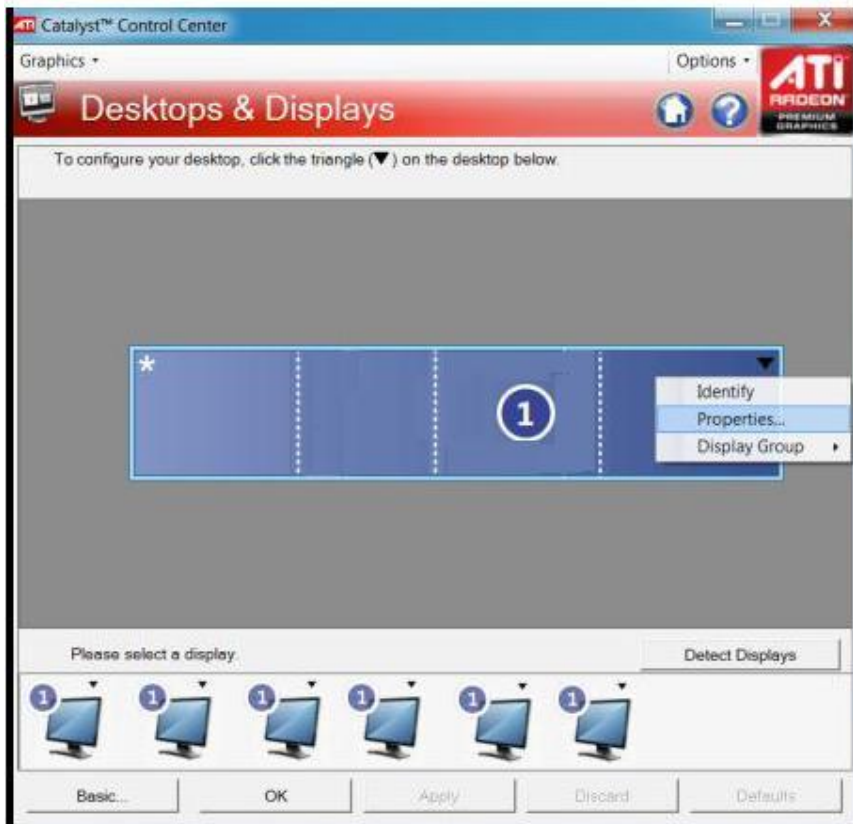 ATI Catalyst™ Control Center
Graphics
Options
ATI
RADEON
PREMIUM
GRAPHICS
Desktops & Displays
To configure your desktop, click the triangle (▼) on the desktop below.
*
1
Identify
Properties...
Display Group
Please select a display.
Detect Displays
1 1 1 1 1 1
Basic... OK Apply Discard Defaults